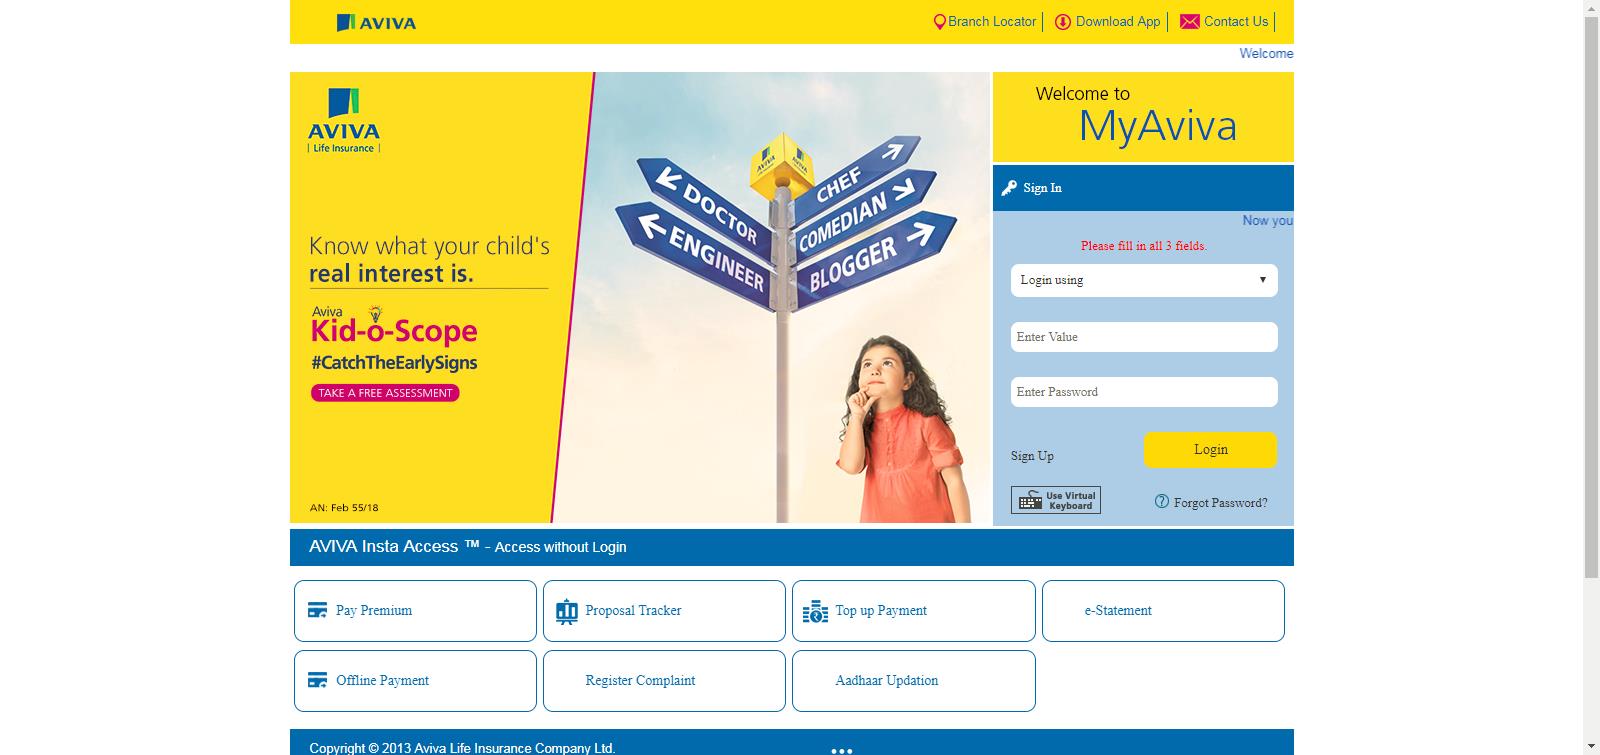 AVIVA
Branch Locator
Download App
Contact Us
Welcome
AVIVA
Life Insurance
Know what your child's
real interest is.
Aviva
Kid-o-Scope
#CatchTheEarlySigns
TAKE A FREE ASSESSMENT
AN: Feb 55/18
AVIVA
AVIVA
DOCTOR
ENGINEER
CHEF
COMEDIAN
BLOGGER
Welcome to
MyAviva
Sign In
Now you
Please fill in all 3 fields.
Login using
Enter Value
Enter Password
Sign Up
Login
Use Virtual
Keyboard
Forgot Password?
AVIVA Insta Access ™ - Access without Login
Pay Premium
Proposal Tracker
Top up Payment
e-Statement
Offline Payment
Register Complaint
Aadhaar Updation
Copyright © 2013 Aviva Life Insurance Company Ltd.